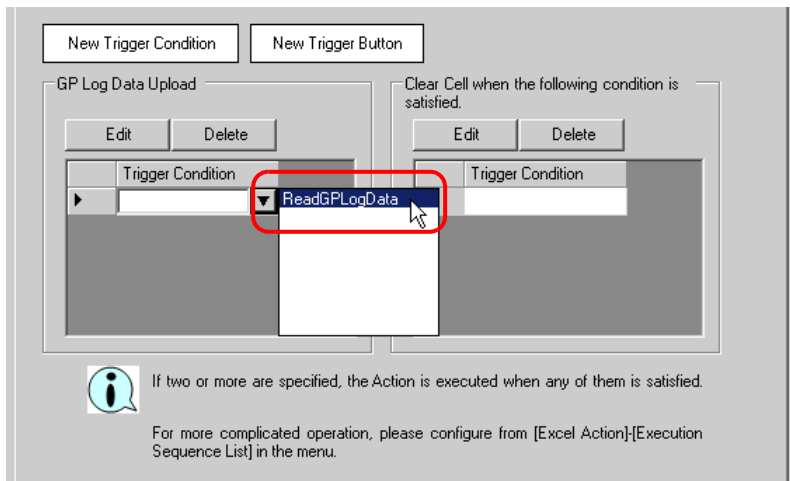 New Trigger Condition
New Trigger Button
GP Log Data Upload
Clear Cell when the following condition is
satisfied.
Edit
Delete
Edit
Delete
Trigger Condition
Trigger Condition
ReadGPLogData
If two or more are specified, the Action is executed when any of them is satisfied.
For more complicated operation, please configure from [Excel Action]-[Execution
Sequence List] in the menu.